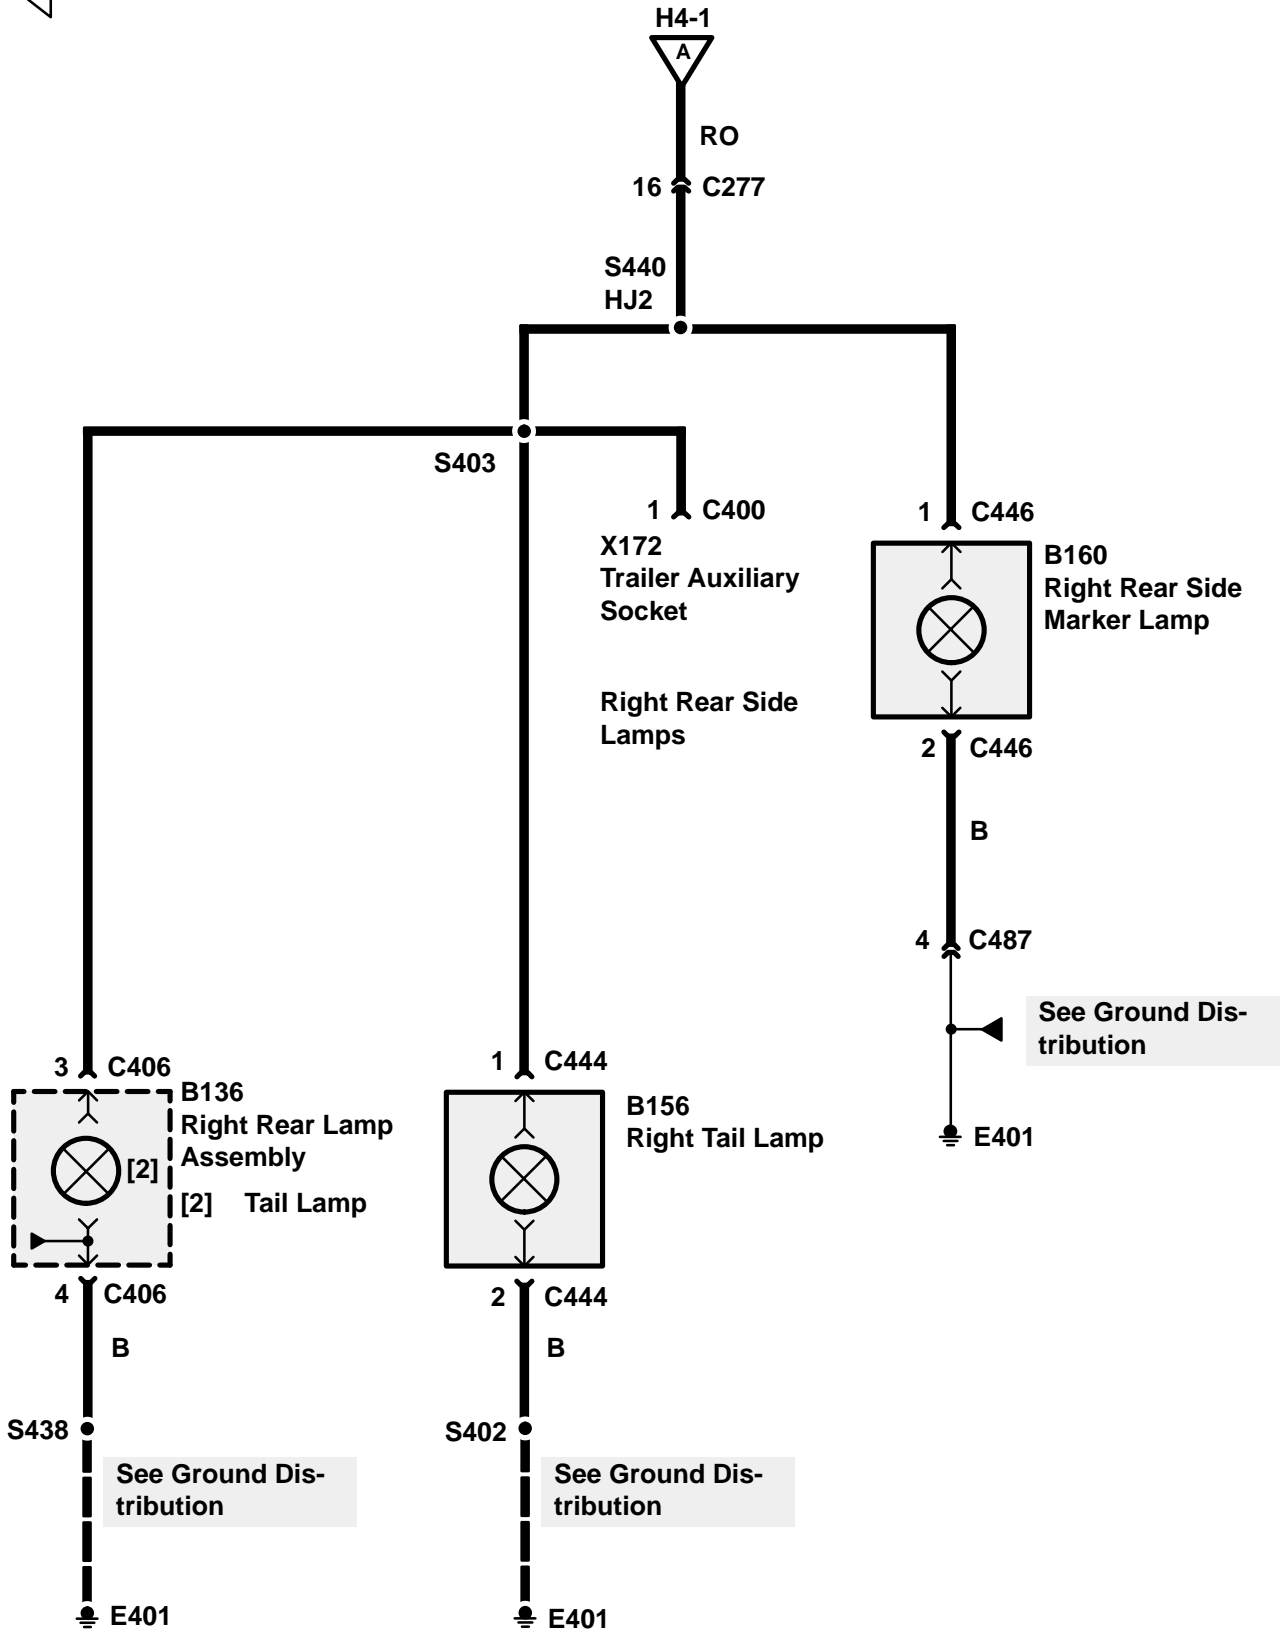 H4-1
A
RO
16 C277
S440
HJ2
S403
1 C400
X172
Trailer Auxiliary
Socket
Right Rear Side
Lamps
1 C446
B160
Right Rear Side
Marker Lamp
2 C446
B
4 C487
See Ground Dis-
tribution
E401
3 C406
B136
Right Rear Lamp
Assembly
[2]
[2] Tail Lamp
4 C406
B
S438
See Ground Dis-
tribution
E401
1 C444
B156
Right Tail Lamp
2 C444
B
S402
See Ground Dis-
tribution
E401